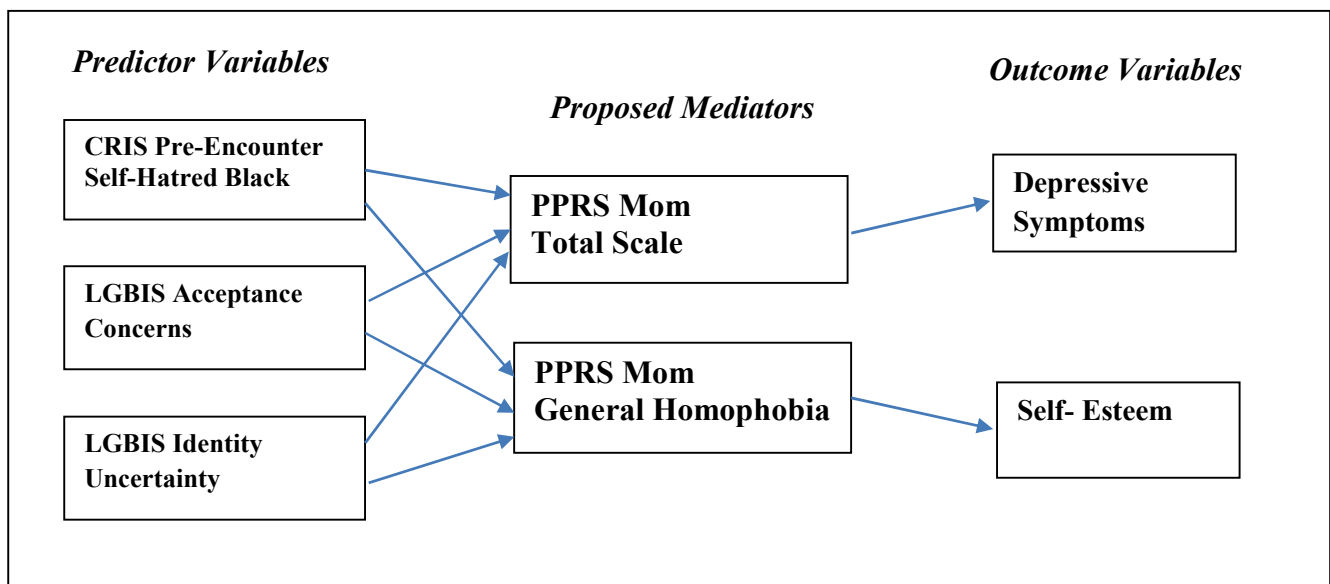 Predictor Variables
CRIS Pre-Encounter
Self-Hatred Black
LGBIS Acceptance
Concerns
LGBIS Identity
Uncertainty
Proposed Mediators
PPRS Mom
Total Scale
PPRS Mom
General Homophobia
Outcome Variables
Depressive
Symptoms
Self- Esteem